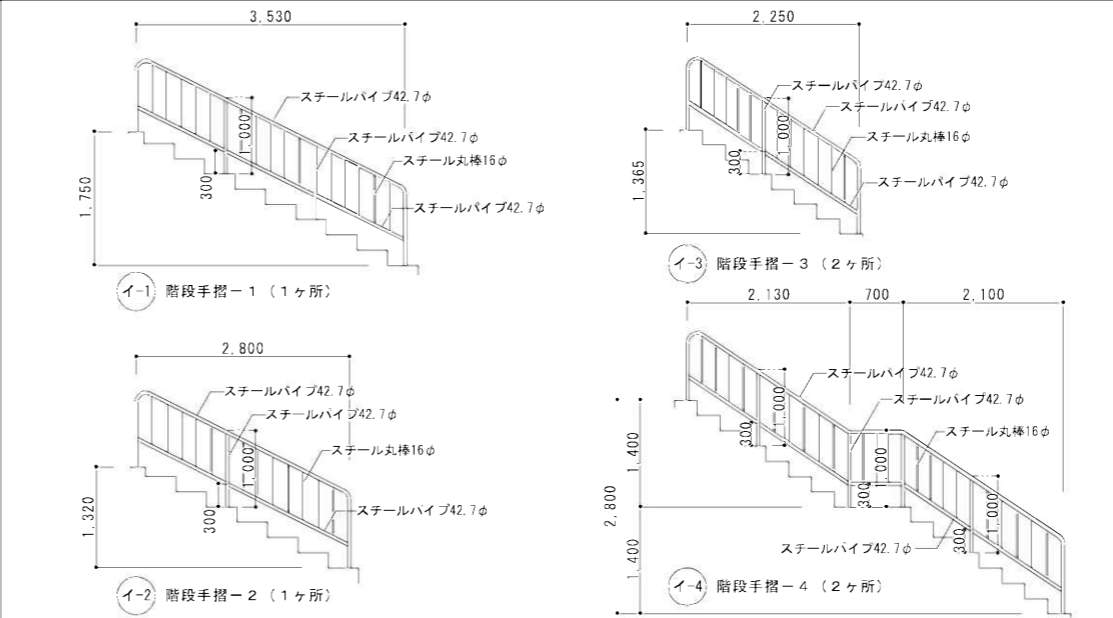 3.530
スチールパイプ42.7φ
1,000
スチールパイプ42.7φ
スチール丸棒16φ
300
1,750
スチールパイプ42.7φ
イ-1 階段手摺－1（1ヶ所）
2.250
スチールパイプ42.7φ
スチールパイプ42.7φ
1,000
スチール丸棒16φ
300
1,365
スチールパイプ42.7φ
イ-3 階段手摺－3（2ヶ所）
2.800
スチールパイプ42.7φ
スチールパイプ42.7φ
スチール丸棒16φ
1,000
300
1,320
スチールパイプ42.7φ
イ-2 階段手摺－2（1ヶ所）
2.130 700 2,100
スチールパイプ42.7φ
スチールパイプ42.7φ
1,000
スチール丸棒16φ
300
1,400
1,000
300
2,800
1,000
スチールパイプ42.7φ
300
1,400
イ-4 階段手摺－4（2ヶ所）